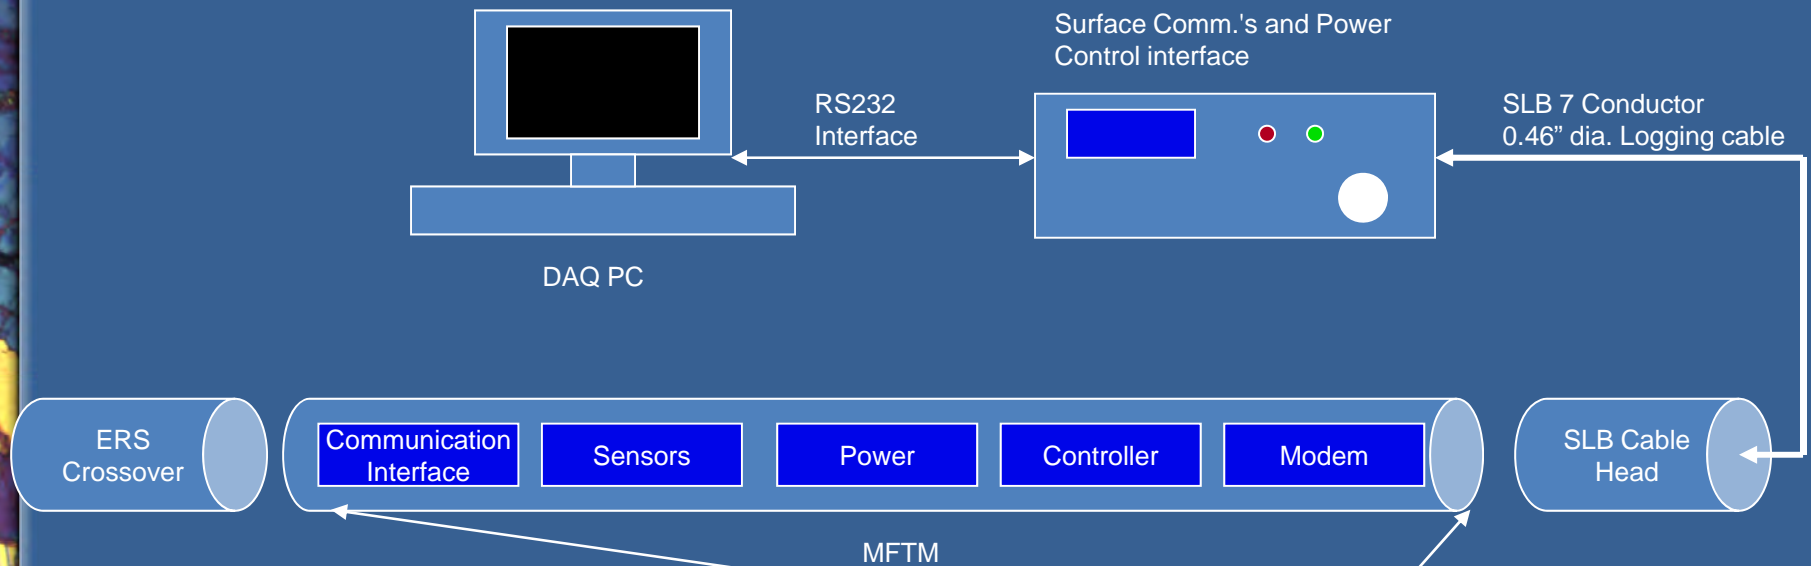 Surface Comm.'s and Power
Control interface
RS232
Interface
SLB 7 Conductor
0.46” dia. Logging cable
DAQ PC
ERS
Crossover
Communication
Interface
Sensors
Power
Controller
Modem
SLB Cable
Head
MFTM